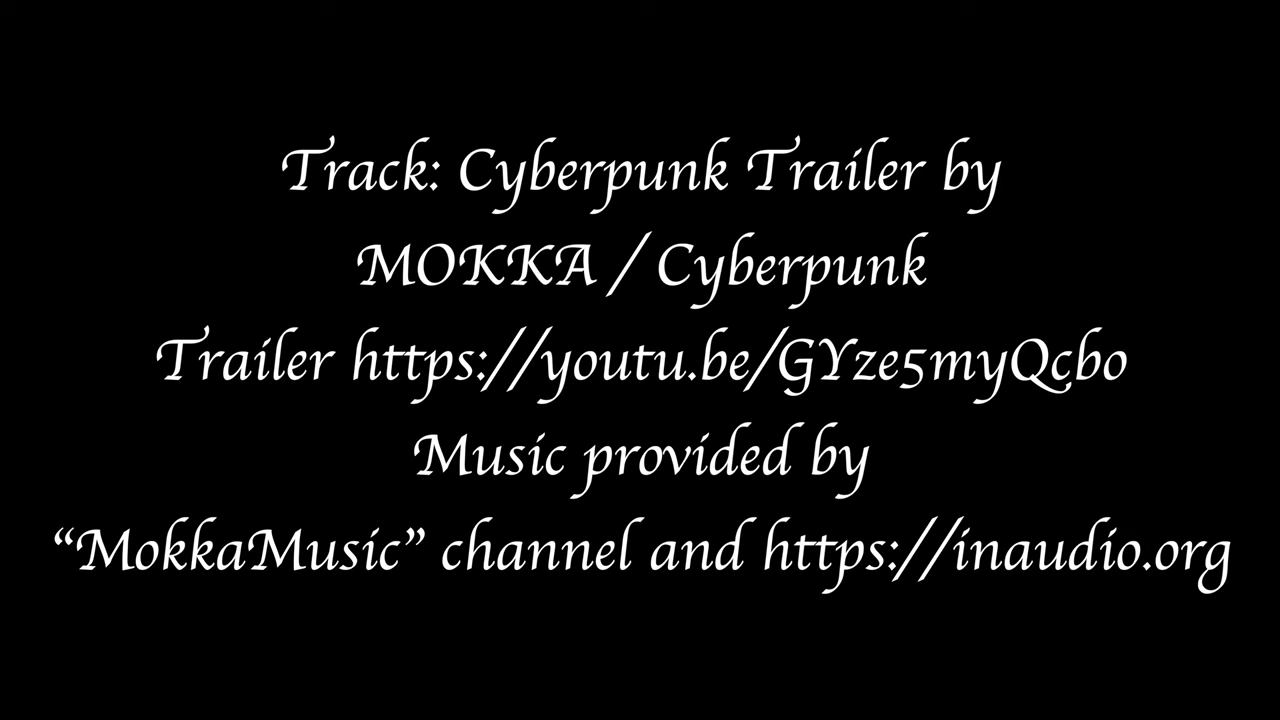 Track: Cyberpunk Trailer by
MOKKA / Cyberpunk
Trailer https://youtu.be/GYze5myQcbo
Music provided by
“MokkaMusic” channel and https://inaudio.org